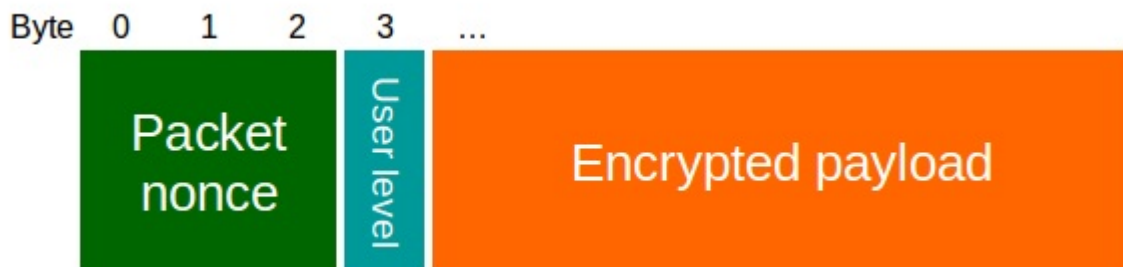 Byte 0 1 2 3 ...
Packet
nonce
User level
Encrypted payload